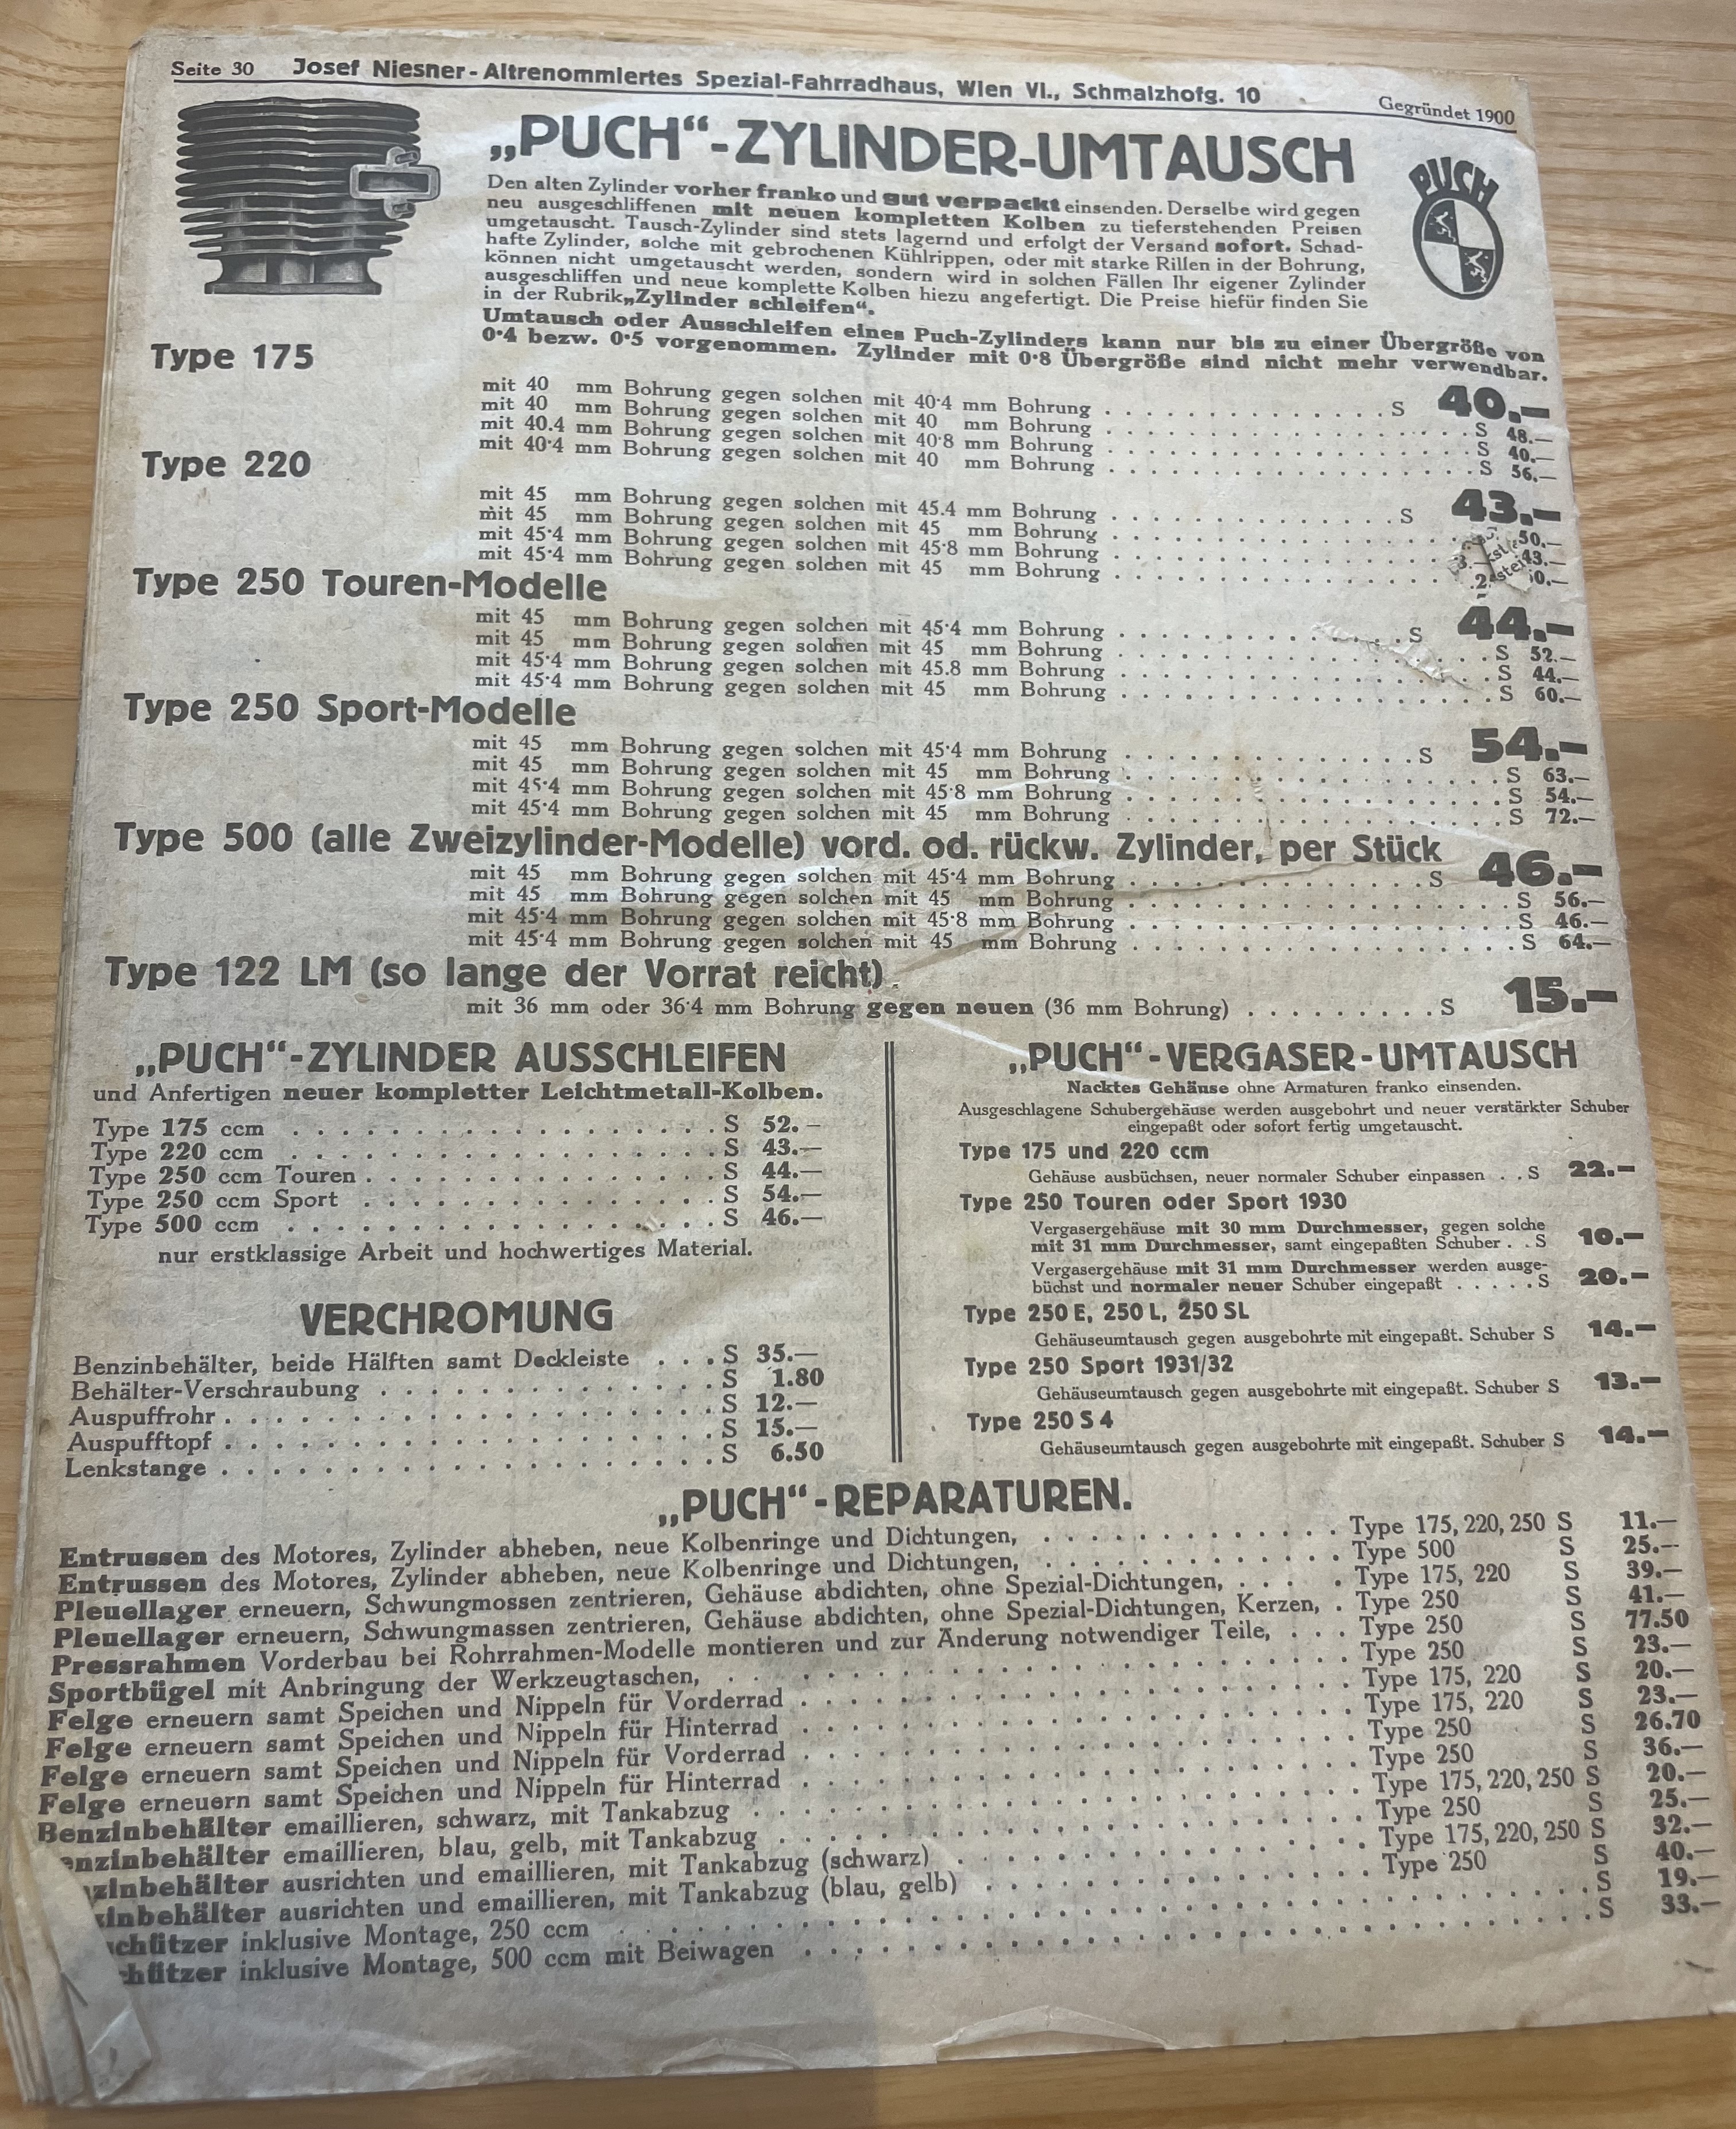 Seite 30 Josef Niesner - Altrenommiertes Spezial-Fahrradhaus, Wien VI., Schmalzhofg. 10 Gegründet 1900
„PUCH“-ZYLINDER-UMTAUSCH
PUCH
Den alten Zylinder vorher franko und gut verpackt einsenden. Derselbe wird gegen
neu ausgeschliffenen mit neuen kompletten Kolben zu tieferstehenden Preisen
umgetauscht. Tausch-Zylinder sind stets lagernd und erfolgt der Versand sofort. Schad-
hafte Zylinder, solche mit gebrochenen Kühlrippen, oder mit starke Rillen in der Bohrung,
können nicht umgetauscht werden, sondern wird in solchen Fällen Ihr eigener Zylinder
ausgeschliffen und neue komplette Kolben hiezu angefertigt. Die Preise hiefür finden Sie
in der Rubrik „Zylinder schleifen“.
Umtausch oder Ausschleifen eines Puch-Zylinders kann nur bis zu einer Übergröße von
0·4 bezw. 0·5 vorgenommen. Zylinder mit 0·8 Übergröße sind nicht mehr verwendbar.
Type 175
mit 40 mm Bohrung gegen solchen mit 40·4 mm Bohrung . . . . . . . . . . . . . . S 40.—
mit 40 mm Bohrung gegen solchen mit 40 mm Bohrung . . . . . . . . . . . . . . S 48.—
mit 40.4 mm Bohrung gegen solchen mit 40·8 mm Bohrung . . . . . . . . . . . . . . S 40.—
mit 40·4 mm Bohrung gegen solchen mit 40 mm Bohrung . . . . . . . . . . . . . . S 56.—
Type 220
mit 45 mm Bohrung gegen solchen mit 45.4 mm Bohrung . . . . . . . . . . . . . . S 43.—
mit 45 mm Bohrung gegen solchen mit 45 mm Bohrung . . . . . . . . . . . . . . 50.—
mit 45·4 mm Bohrung gegen solchen mit 45·8 mm Bohrung . . . . . . . . . . . . . . 43.—
mit 45·4 mm Bohrung gegen solchen mit 45 mm Bohrung . . . . . . . . . . . . . . 0.—
Type 250 Touren-Modelle
mit 45 mm Bohrung gegen solchen mit 45·4 mm Bohrung . . . . . . . . . . . . . . S 44.—
mit 45 mm Bohrung gegen solchen mit 45 mm Bohrung . . . . . . . . . . . . . . S 52.—
mit 45·4 mm Bohrung gegen solchen mit 45.8 mm Bohrung . . . . . . . . . . . . . . S 44.—
mit 45·4 mm Bohrung gegen solchen mit 45 mm Bohrung . . . . . . . . . . . . . . S 60.—
Type 250 Sport-Modelle
mit 45 mm Bohrung gegen solchen mit 45·4 mm Bohrung . . . . . . . . . . . . . . S 54.—
mit 45 mm Bohrung gegen solchen mit 45 mm Bohrung . . . . . . . . . . . . . . S 63.—
mit 45·4 mm Bohrung gegen solchen mit 45·8 mm Bohrung . . . . . . . . . . . . . . S 54.—
mit 45·4 mm Bohrung gegen solchen mit 45 mm Bohrung . . . . . . . . . . . . . . S 72.—
Type 500 (alle Zweizylinder-Modelle) vord. od. rückw. Zylinder, per Stück
mit 45 mm Bohrung gegen solchen mit 45·4 mm Bohrung . . . . . . . . . . . . . . S 46.—
mit 45 mm Bohrung gegen solchen mit 45 mm Bohrung . . . . . . . . . . . . . . S 56.—
mit 45·4 mm Bohrung gegen solchen mit 45·8 mm Bohrung . . . . . . . . . . . . . . S 46.—
mit 45·4 mm Bohrung gegen solchen mit 45 mm Bohrung . . . . . . . . . . . . . . S 64.—
Type 122 LM (so lange der Vorrat reicht).
mit 36 mm oder 36·4 mm Bohrung gegen neuen (36 mm Bohrung) . . . . . . . . . S 15.—
„PUCH“-ZYLINDER AUSSCHLEIFEN
und Anfertigen neuer kompletter Leichtmetall-Kolben.
Type 175 ccm . . . . . . . . . . . . . . . . S 52.—
Type 220 ccm . . . . . . . . . . . . . . . . S 43.—
Type 250 ccm Touren . . . . . . . . . . . . . S 44.—
Type 250 ccm Sport . . . . . . . . . . . . . S 54.—
Type 500 ccm . . . . . . . . . . . . . . . . S 46.—
nur erstklassige Arbeit und hochwertiges Material.
VERCHROMUNG
Benzinbehälter, beide Hälften samt Deckleiste . . . S 35.—
Behälter-Verschraubung . . . . . . . . . . . . S 1.80
Auspuffrohr . . . . . . . . . . . . . . . . . S 12.—
Auspufftopf . . . . . . . . . . . . . . . . . S 15.—
Lenkstange . . . . . . . . . . . . . . . . . S 6.50
„PUCH“-VERGASER-UMTAUSCH
Nacktes Gehäuse ohne Armaturen franko einsenden.
Ausgeschlagene Schubergehäuse werden ausgebohrt und neuer verstärkter Schuber
eingepaßt oder sofort fertig umgetauscht.
Type 175 und 220 ccm
Gehäuse ausbüchsen, neuer normaler Schuber einpassen . . S 22.—
Type 250 Touren oder Sport 1930
Vergasergehäuse mit 30 mm Durchmesser, gegen solche
mit 31 mm Durchmesser, samt eingepaßten Schuber . . S 10.—
Vergasergehäuse mit 31 mm Durchmesser werden ausge-
büchst und normaler neuer Schuber eingepaßt . . . . . S 20.—
Type 250 E, 250 L, 250 SL
Gehäuseumtausch gegen ausgebohrte mit eingepaßt. Schuber S 14.—
Type 250 Sport 1931/32
Gehäuseumtausch gegen ausgebohrte mit eingepaßt. Schuber S 13.—
Type 250 S 4
Gehäuseumtausch gegen ausgebohrte mit eingepaßt. Schuber S 14.—
„PUCH“-REPARATUREN.
Entrussen des Motores, Zylinder abheben, neue Kolbenringe und Dichtungen, . . . . . . . . . . . . Type 175, 220, 250 S 11.—
Entrussen des Motores, Zylinder abheben, neue Kolbenringe und Dichtungen, . . . . . . . . . . . . Type 500 S 25.—
Pleuellager erneuern, Schwungmossen zentrieren, Gehäuse abdichten, ohne Spezial-Dichtungen, . . . . . Type 175, 220 S 39.—
Pleuellager erneuern, Schwungmassen zentrieren, Gehäuse abdichten, ohne Spezial-Dichtungen, Kerzen, . Type 250 S 41.—
Pressrahmen Vorderbau bei Rohrrahmen-Modelle montieren und zur Änderung notwendiger Teile, . . . Type 250 S 77.50
Sportbügel mit Anbringung der Werkzeugtaschen, . . . . . . . . . . . . Type 250 S 23.—
Felge erneuern samt Speichen und Nippeln für Vorderrad . . . . . . . . . . . . Type 175, 220 S 20.—
Felge erneuern samt Speichen und Nippeln für Hinterrad . . . . . . . . . . . . Type 175, 220 S 23.—
Felge erneuern samt Speichen und Nippeln für Vorderrad . . . . . . . . . . . . Type 250 S 26.70
Felge erneuern samt Speichen und Nippeln für Hinterrad . . . . . . . . . . . . Type 250 S 36.—
Benzinbehälter emaillieren, schwarz, mit Tankabzug . . . . . . . . . . . . Type 175, 220, 250 S 20.—
enzinbehälter emaillieren, blau, gelb, mit Tankabzug . . . . . . . . . . . . Type 250 S 25.—
zinbehälter ausrichten und emaillieren, mit Tankabzug (schwarz) . . . . . . . . . . Type 175, 220, 250 S 32.—
inbehälter ausrichten und emaillieren, mit Tankabzug (blau, gelb) . . . . . . . . . . Type 250 S 40.—
chützer inklusive Montage, 250 ccm . . . . . . . . . . . . . . . . S 19.—
hützer inklusive Montage, 500 ccm mit Beiwagen . . . . . . . . . . . . . . . . S 33.—